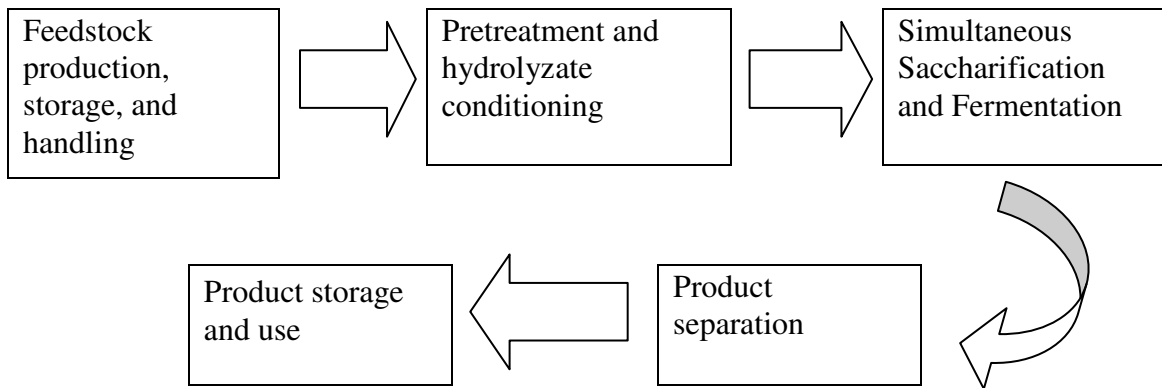 Feedstock
production,
storage, and
handling
Pretreatment and
hydrolyzate
conditioning
Simultaneous
Saccharification
and Fermentation
Product
separation
Product storage
and use